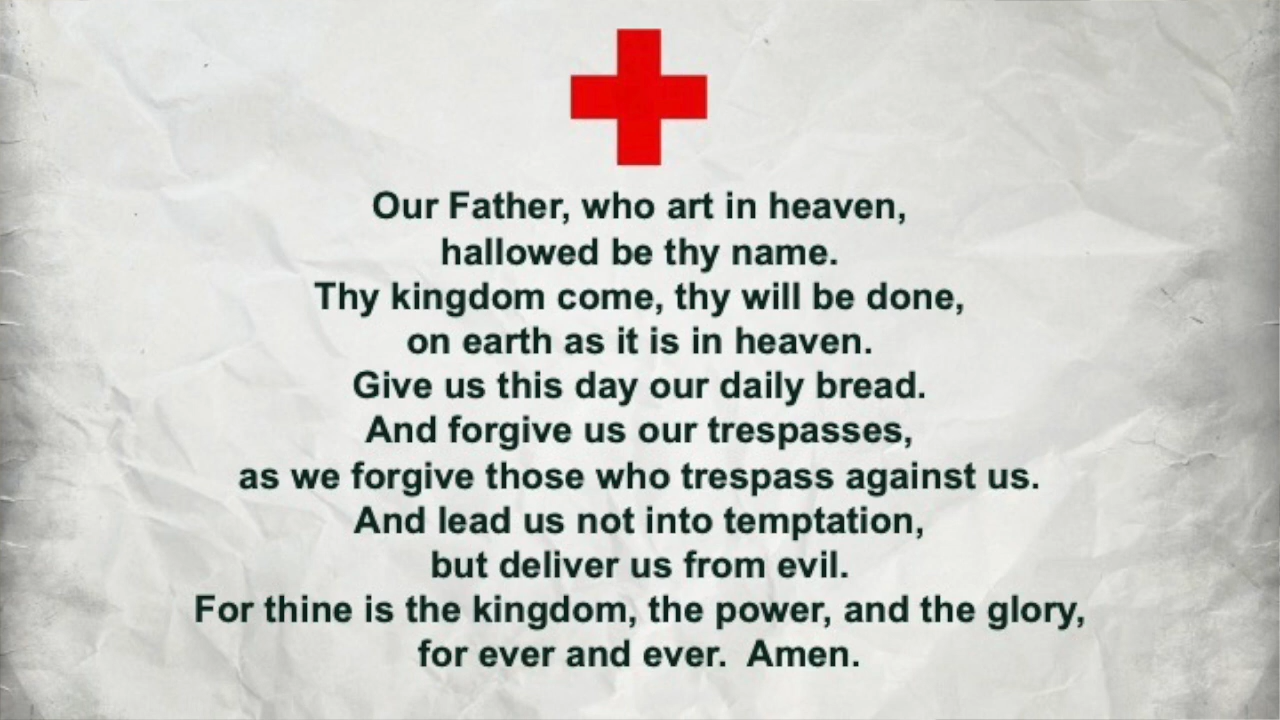 Our Father, who art in heaven,
hallowed be thy name.
Thy kingdom come, thy will be done,
on earth as it is in heaven.
Give us this day our daily bread.
And forgive us our trespasses,
as we forgive those who trespass against us.
And lead us not into temptation,
but deliver us from evil.
For thine is the kingdom, the power, and the glory,
for ever and ever.  Amen.